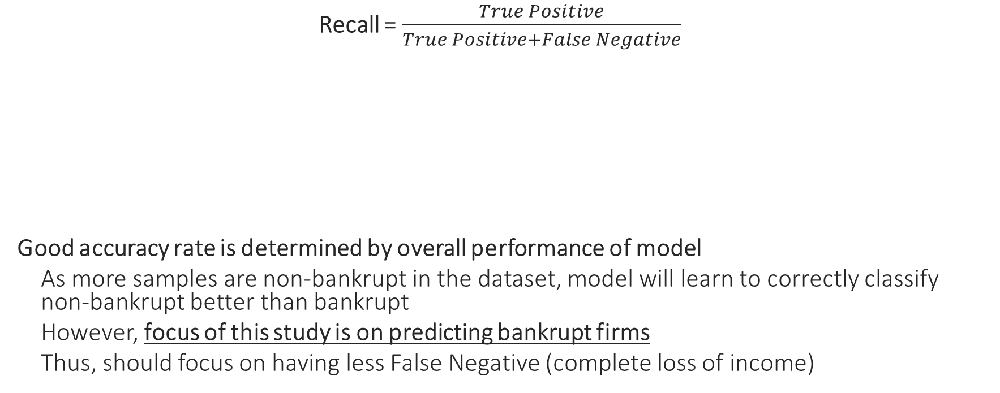 Recall = True Positive / True Positive+False Negative
Good accuracy rate is determined by overall performance of model
As more samples are non-bankrupt in the dataset, model will learn to correctly classify
non-bankrupt better than bankrupt
However, focus of this study is on predicting bankrupt firms
Thus, should focus on having less False Negative (complete loss of income)